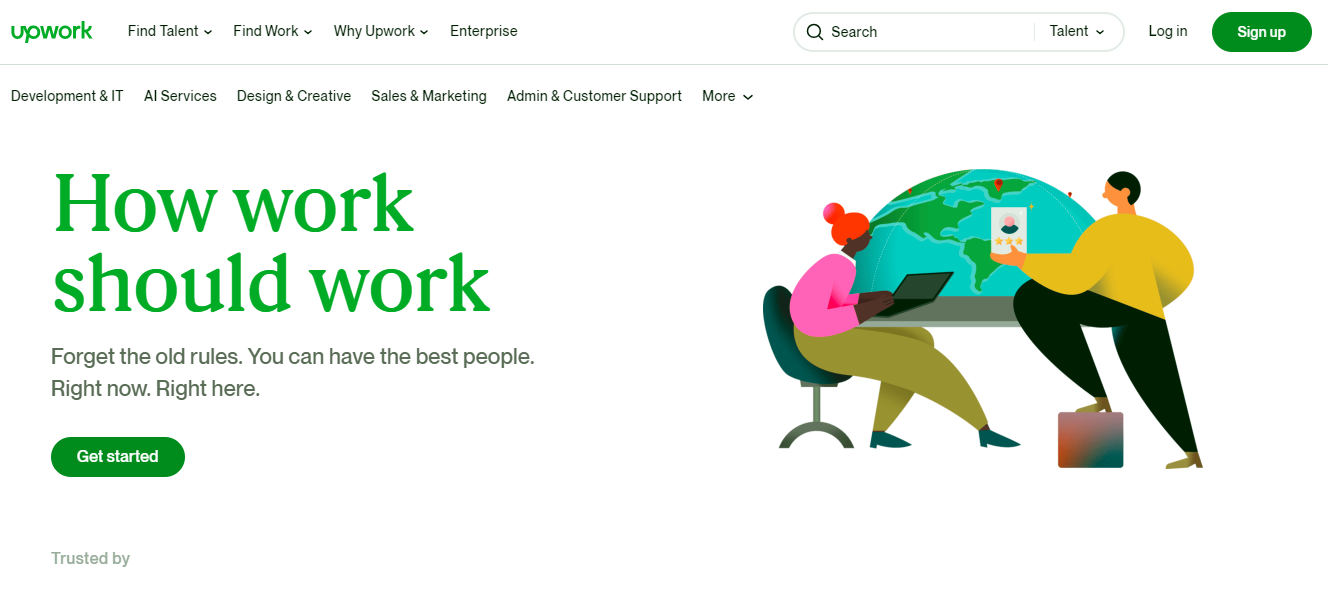 upwork Find Talent Find Work Why Upwork Enterprise Search Talent Log in Sign up
Development & IT AI Services Design & Creative Sales & Marketing Admin & Customer Support More
How work
should work
Forget the old rules. You can have the best people.
Right now. Right here.
Get started
Trusted by